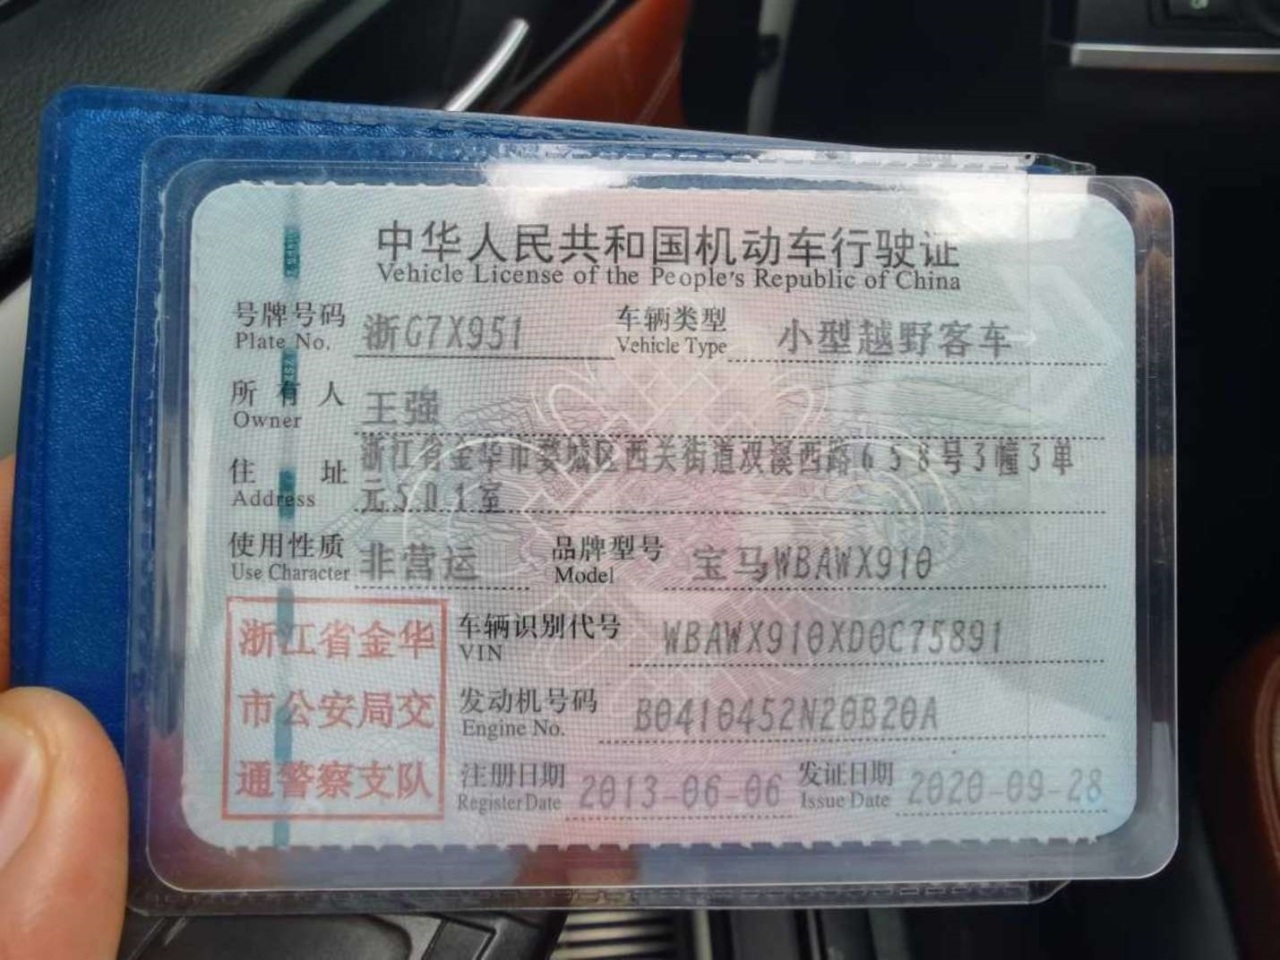 中华人民共和国机动车行驶证
Vehicle License of the People's Republic of China
号牌号码 浙G7X951 车辆类型 小型越野客车
Plate No. Vehicle Type
所有人 王强
Owner
住址 浙江省金华市婺城区西关街道双溪西路658号3幢3单
Address 元501室
使用性质 非营运 品牌型号 宝马WBAWX910
Use Character Model
浙江省金华
市公安局交
通警察支队
车辆识别代号 WBAWX910XD0C75891
VIN
发动机号码 B0410452N20B20A
Engine No.
注册日期 2013-06-06 发证日期 2020-09-28
Register Date Issue Date